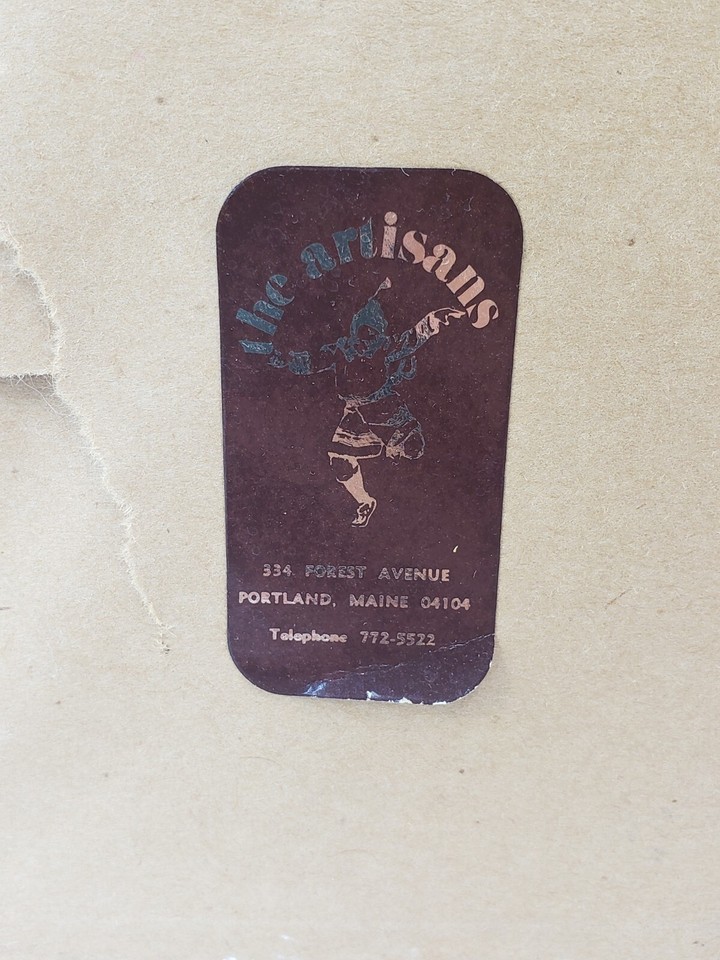 the artisans
334 FOREST AVENUE
PORTLAND, MAINE 04104
Telephone 772-5522